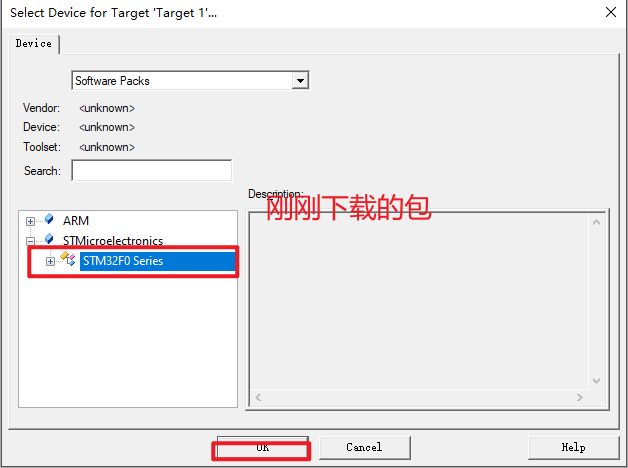 Select Device for Target 'Target 1'...
Device
Software Packs
Vendor: <unknown>
Device: <unknown>
Toolset: <unknown>
Search:
Description:
刚刚下载的包
ARM
STMicroelectronics
STM32F0 Series
OK Cancel Help